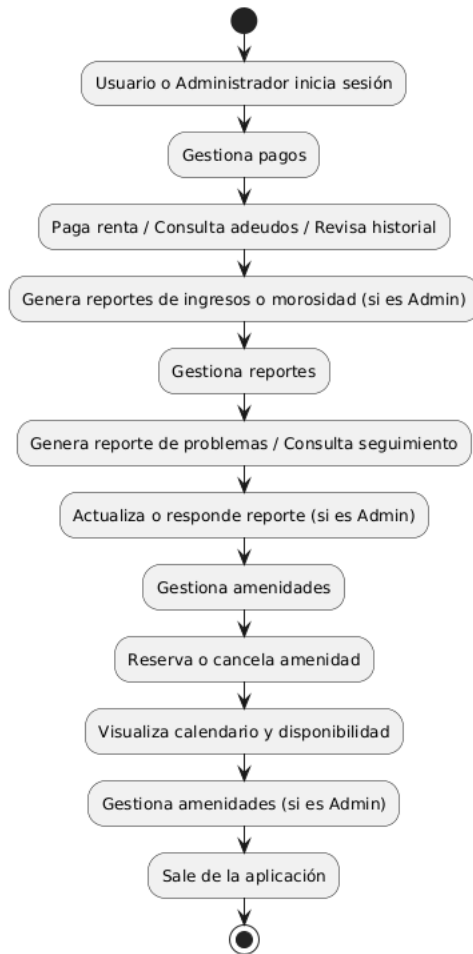 Usuario o Administrador inicia sesión
Gestiona pagos
Paga renta / Consulta adeudos / Revisa historial
Genera reportes de ingresos o morosidad (si es Admin)
Gestiona reportes
Genera reporte de problemas / Consulta seguimiento
Actualiza o responde reporte (si es Admin)
Gestiona amenidades
Reserva o cancela amenidad
Visualiza calendario y disponibilidad
Gestiona amenidades (si es Admin)
Sale de la aplicación